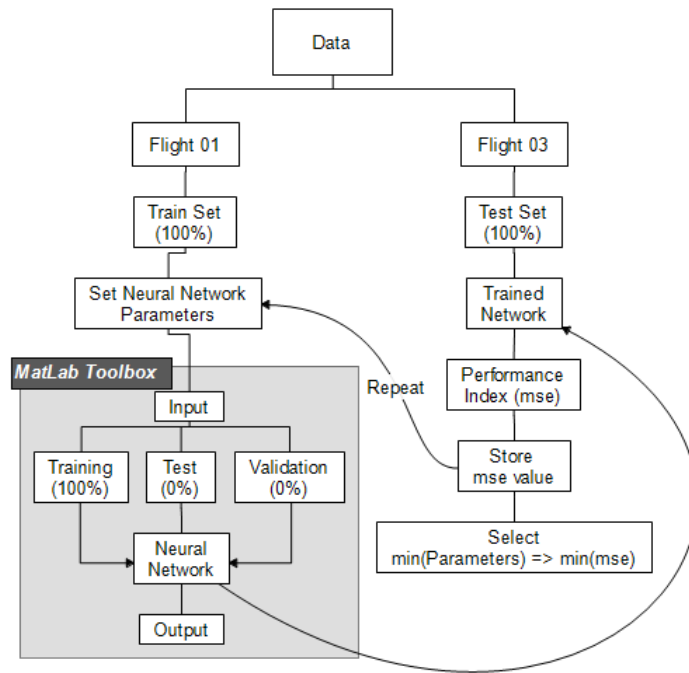 Data
Flight 01
Flight 03
Train Set
(100%)
Test Set
(100%)
Set Neural Network
Parameters
Trained
Network
MatLab Toolbox
Repeat
Performance
Index (mse)
Input
Training
(100%)
Test
(0%)
Validation
(0%)
Store
mse value
Neural
Network
Select
min(Parameters) => min(mse)
Output